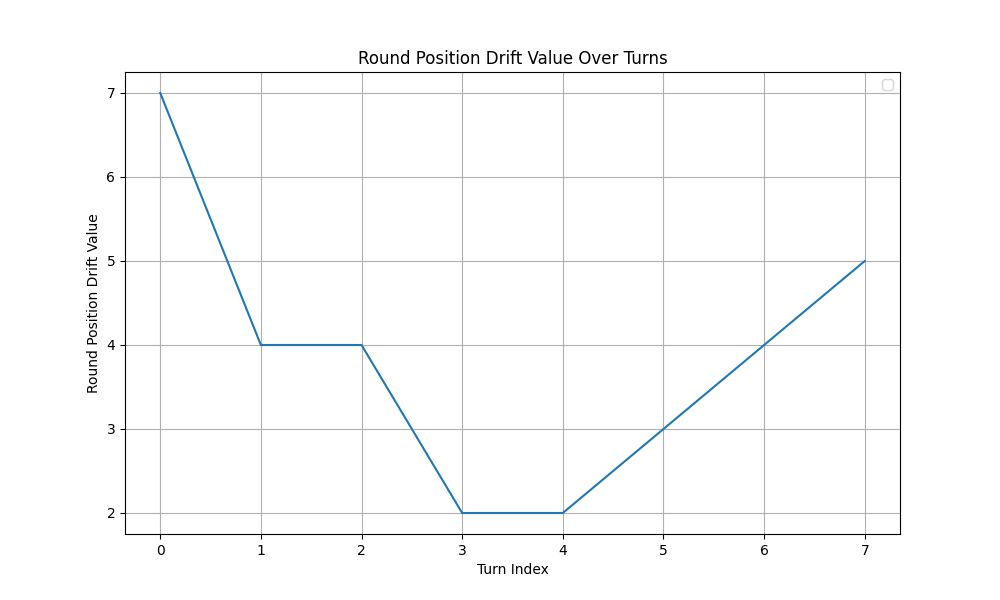 Round Position Drift Value Over Turns
7
6
5
4
3
2
Round Position Drift Value
0 1 2 3 4 5 6 7
Turn Index